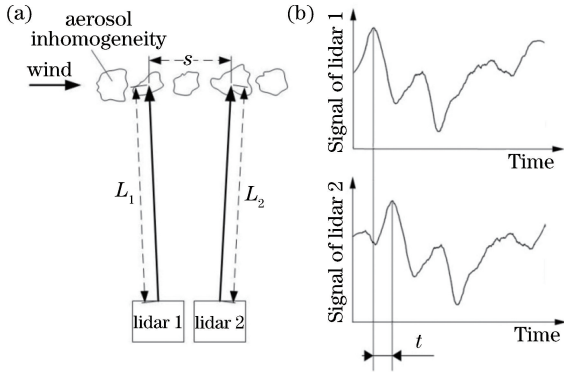 (a)
aerosol
inhomogeneity
wind
s
L1
L2
lidar 1
lidar 2
(b)
Signal of lidar 1
Time
Signal of lidar 2
Time
t